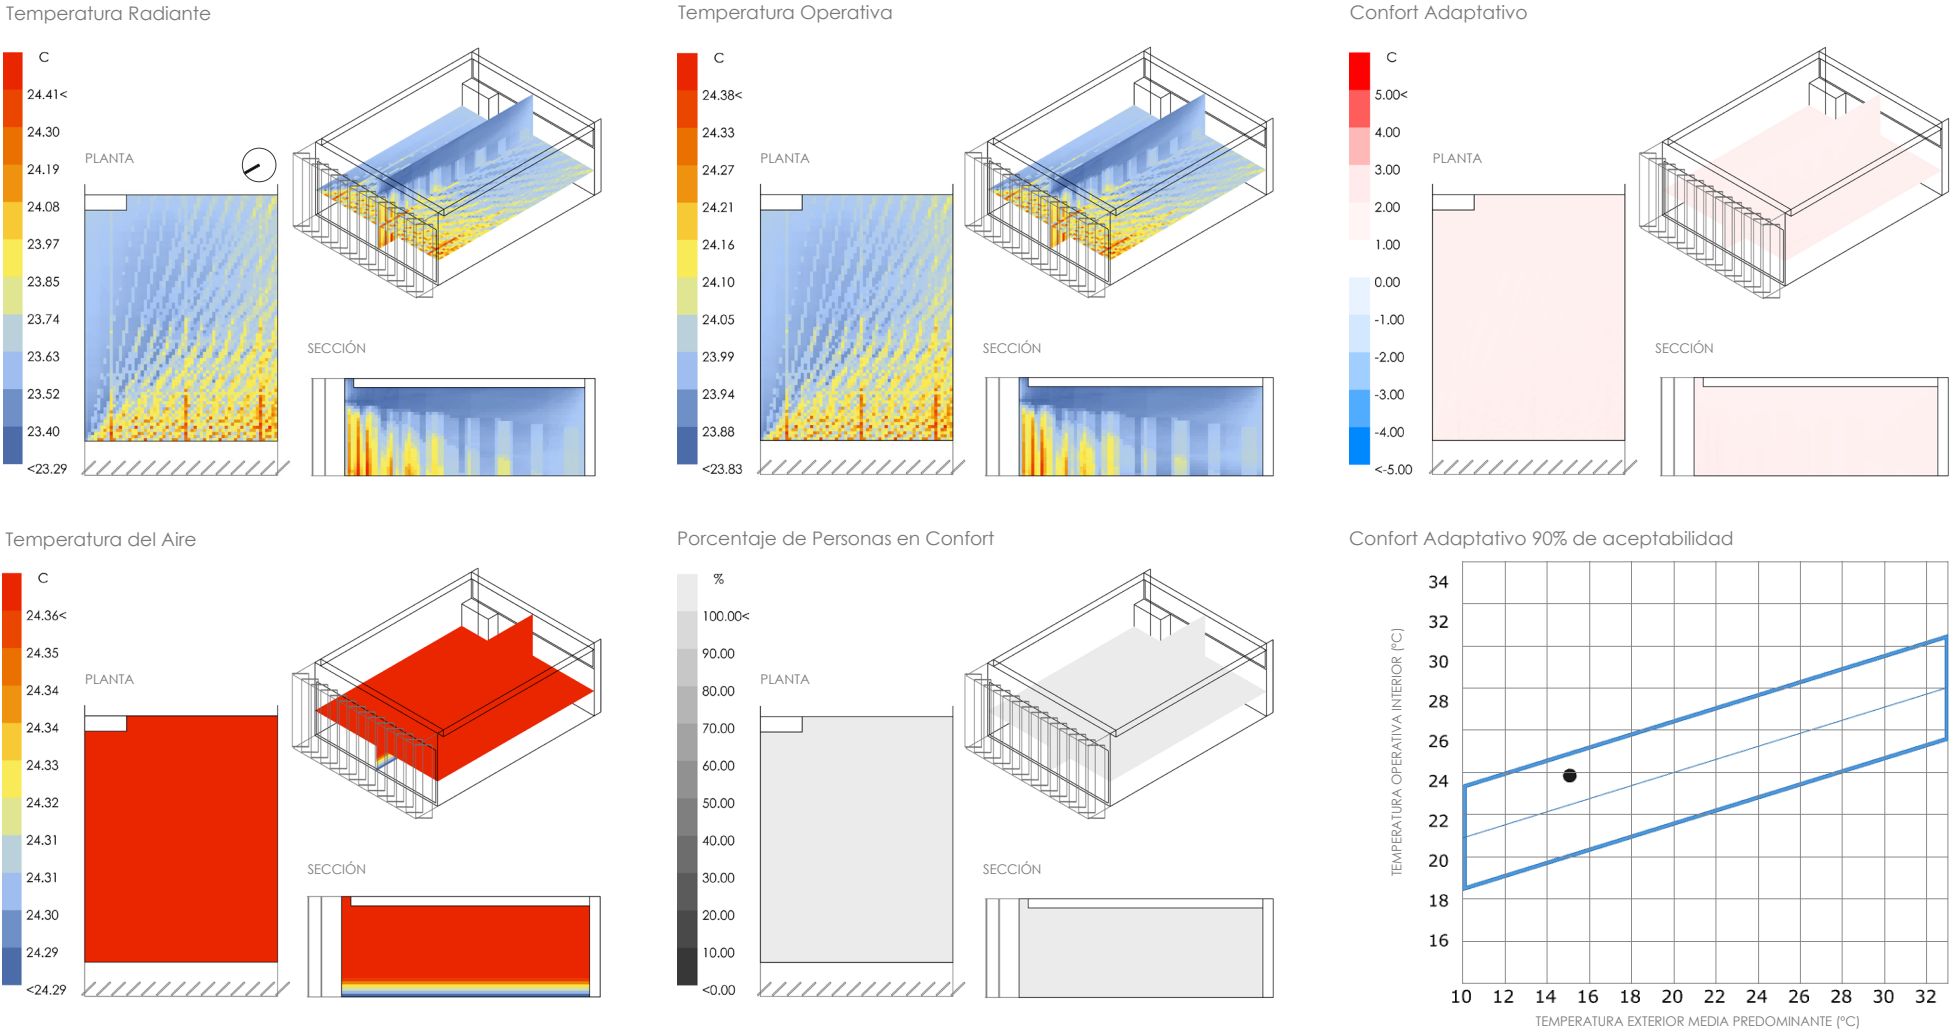 Temperatura Radiante
C
24.41<
24.30
24.19
24.08
23.97
23.85
23.74
23.63
23.52
23.40
<23.29
PLANTA
SECCIÓN
Temperatura Operativa
C
24.38<
24.33
24.27
24.21
24.16
24.10
24.05
23.99
23.94
23.88
<23.83
PLANTA
SECCIÓN
Confort Adaptativo
C
5.00<
4.00
3.00
2.00
1.00
0.00
-1.00
-2.00
-3.00
-4.00
<-5.00
PLANTA
SECCIÓN
Temperatura del Aire
C
24.36<
24.35
24.34
24.34
24.33
24.32
24.31
24.31
24.30
24.29
<24.29
PLANTA
SECCIÓN
Porcentaje de Personas en Confort
%
100.00<
90.00
80.00
70.00
60.00
50.00
40.00
30.00
20.00
10.00
<0.00
PLANTA
SECCIÓN
Confort Adaptativo 90% de aceptabilidad
TEMPERATURA OPERATIVA INTERIOR (ºC)
34
32
30
28
26
24
22
20
18
16
10 12 14 16 18 20 22 24 26 28 30 32
TEMPERATURA EXTERIOR MEDIA PREDOMINANTE (ºC)